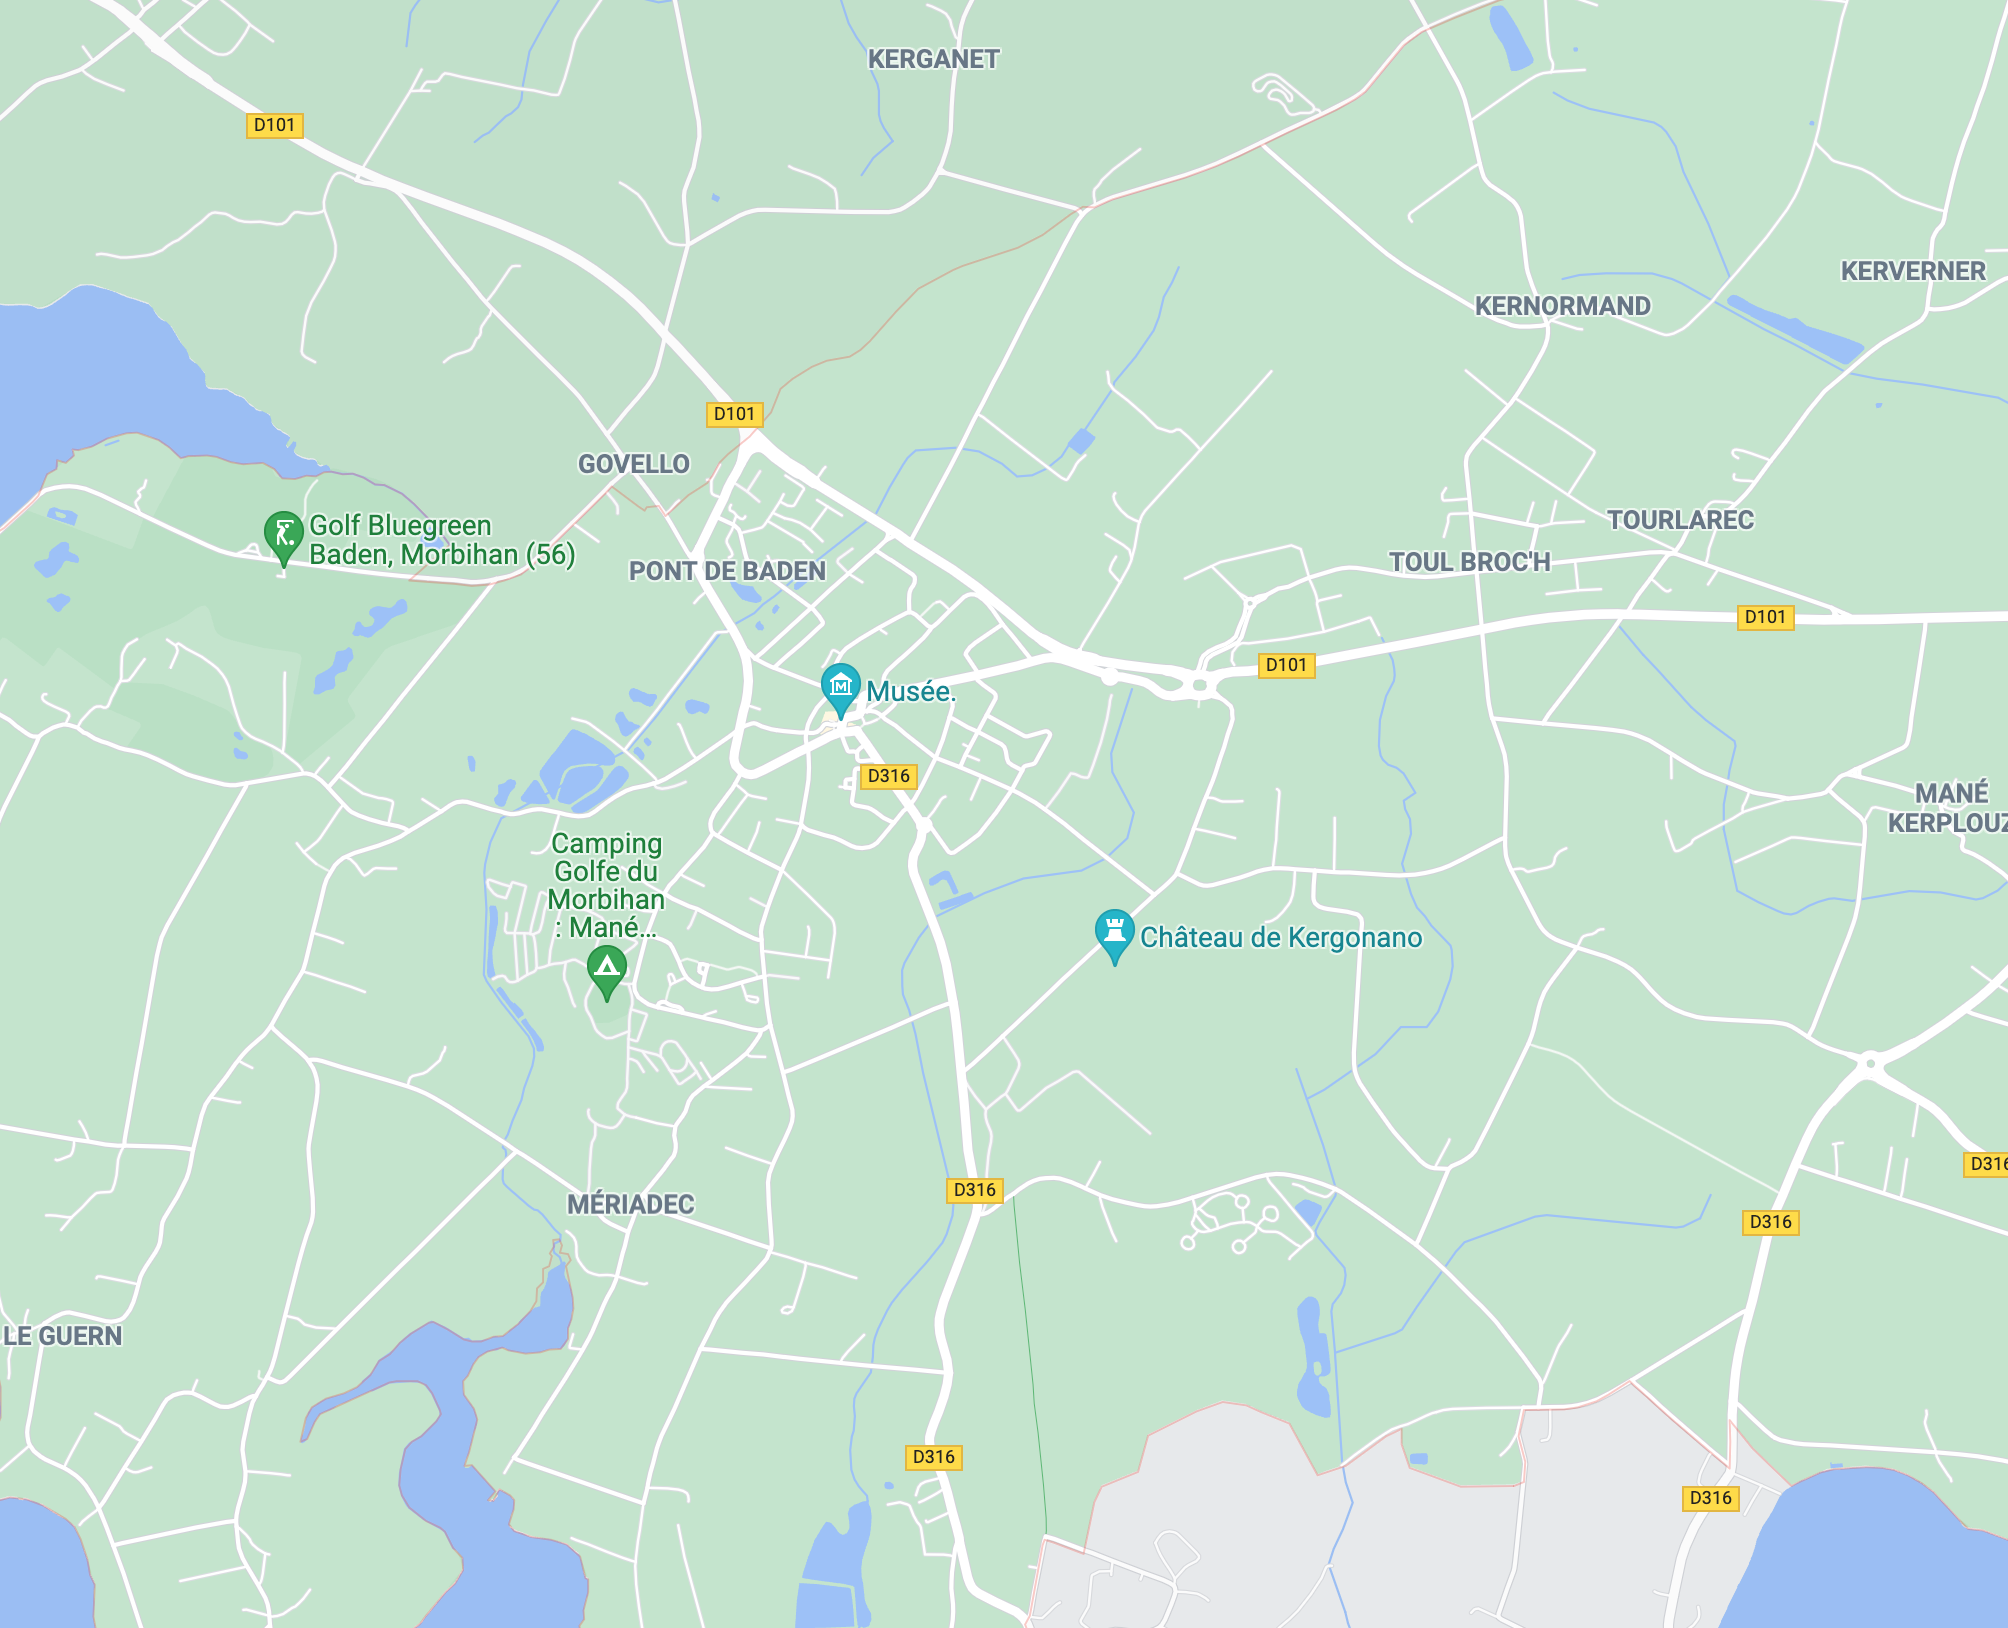 KERGANET
D101
KERVERNER
KERNORMAND
D101
GOVELLO
Golf Bluegreen
Baden, Morbihan (56)
TOURLAREC
TOUL BROC'H
PONT DE BADEN
D101
D101
Musée.
D316
MANÉ
KERPLOUZ
Camping
Golfe du
Morbihan
: Mané...
Château de Kergonano
D316
D316
MÉRIADEC
D316
LE GUERN
D316
D316